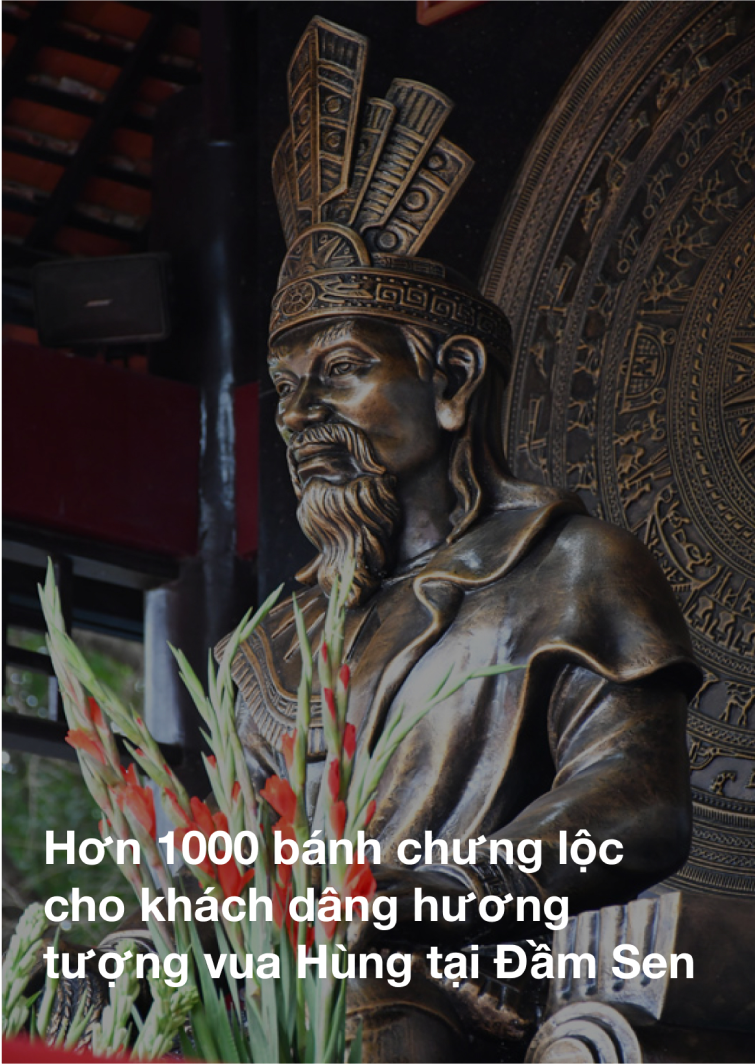 Hơn 1000 bánh chưng lộc
cho khách dâng hương
tượng vua Hùng tại Đầm Sen